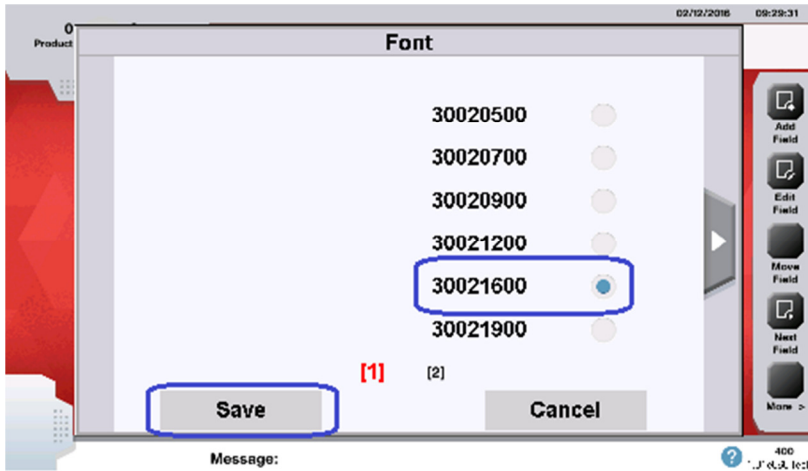 02/12/2016 09:29:31
0
Product
Font
30020500
30020700
30020900
30021200
30021600
30021900
[1] [2]
Save Cancel
Add
Field
Edit
Field
Move
Field
Next
Field
More >
Message:
?
400